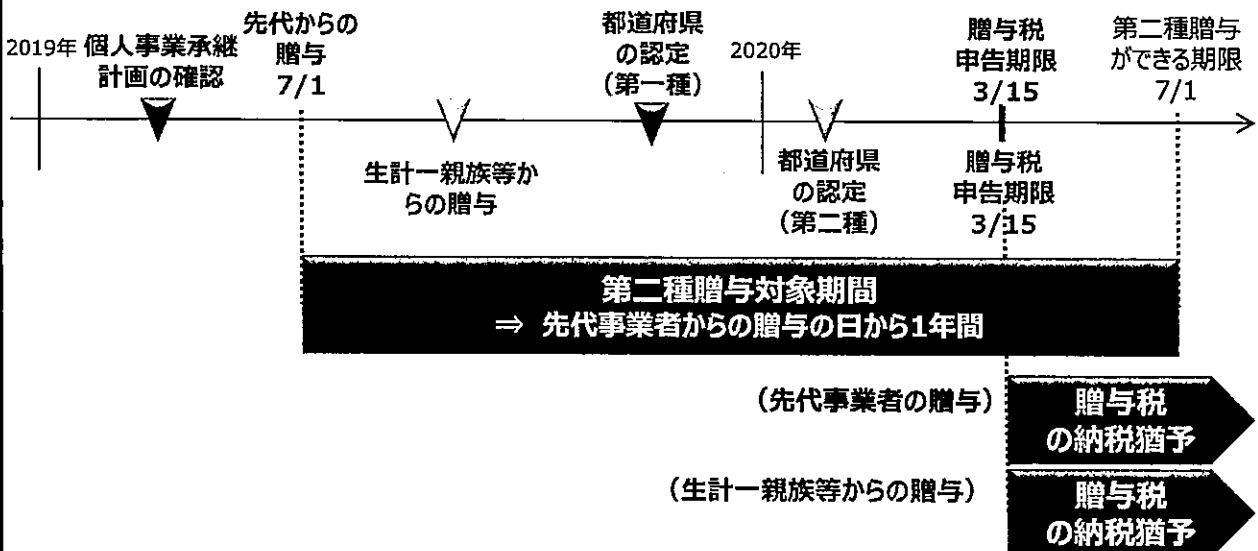 2019年
個人事業承継
計画の確認
先代からの
贈与
7/1
都道府県
の認定
（第一種）
2020年
贈与税
申告期限
3/15
第二種贈与
ができる期限
7/1
生計一親族等か
らの贈与
都道府県
の認定
（第二種）
贈与税
申告期限
3/15
第二種贈与対象期間
⇒ 先代事業者からの贈与の日から1年間
（先代事業者の贈与）
贈与税
の納税猶予
（生計一親族等からの贈与）
贈与税
の納税猶予